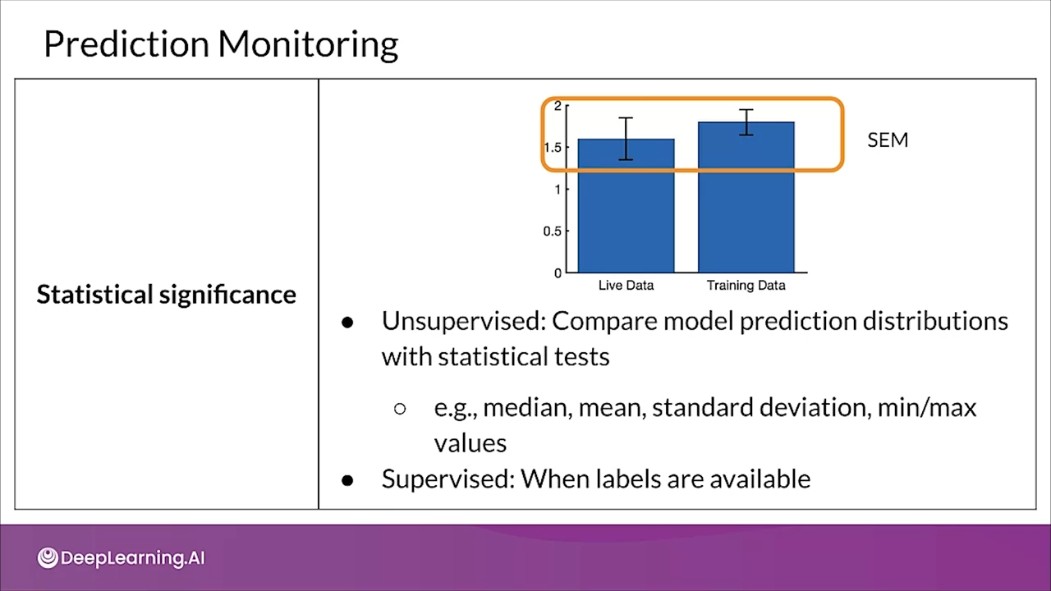 Prediction Monitoring
Statistical significance
2
1.5
1
0.5
0
Live Data
Training Data
SEM
● Unsupervised: Compare model prediction distributions
with statistical tests
○ e.g., median, mean, standard deviation, min/max
values
● Supervised: When labels are available
DeepLearning.AI